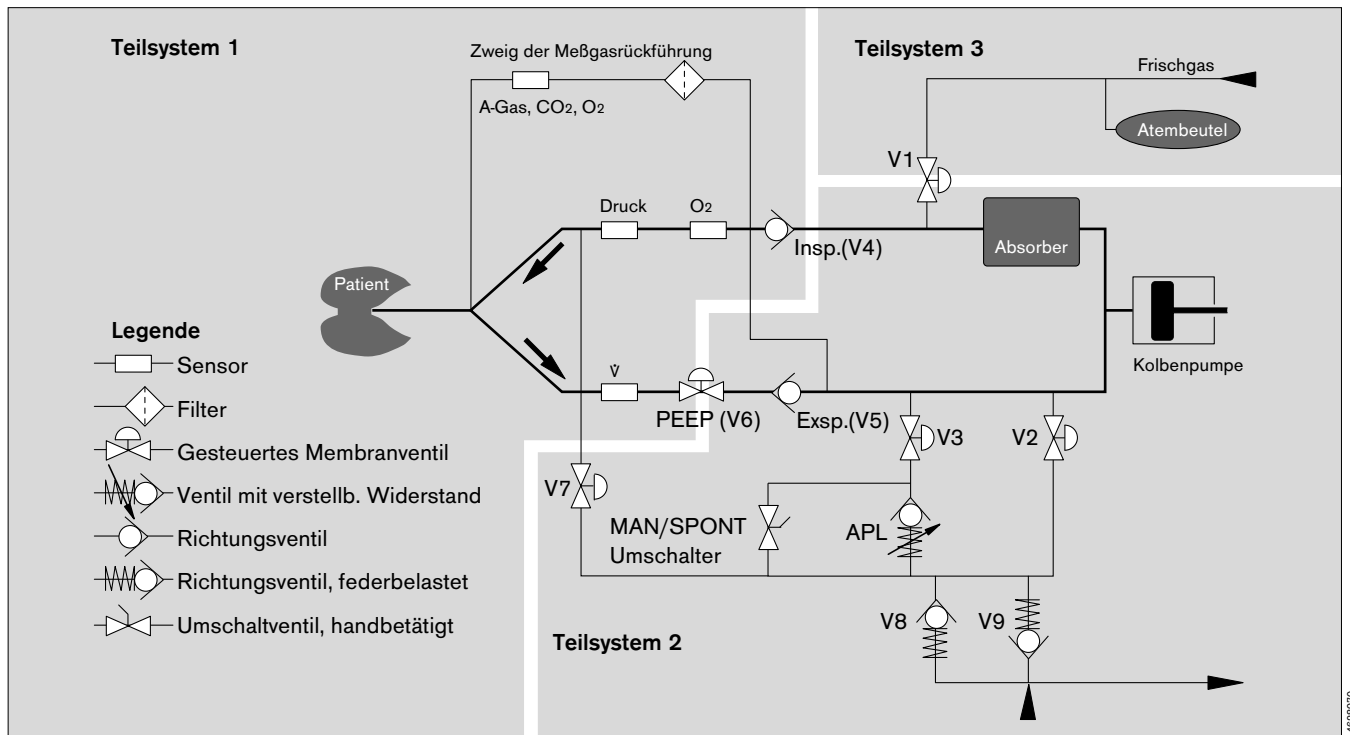 Teilsystem 1
Zweig der Meßgasrückführung
A-Gas, CO2, O2
Teilsystem 3
Frischgas
Atembeutel
V1
Druck
O2
Insp.(V4)
Absorber
Patient
Kolbenpumpe
Legende
Sensor
Filter
Gesteuertes Membranventil
Ventil mit verstellb. Widerstand
Richtungsventil
Richtungsventil, federbelastet
Umschaltventil, handbetätigt
V̇
PEEP (V6)
Exsp.(V5)
V3
V2
V7
MAN/SPONT
Umschalter
APL
V8
V9
Teilsystem 2